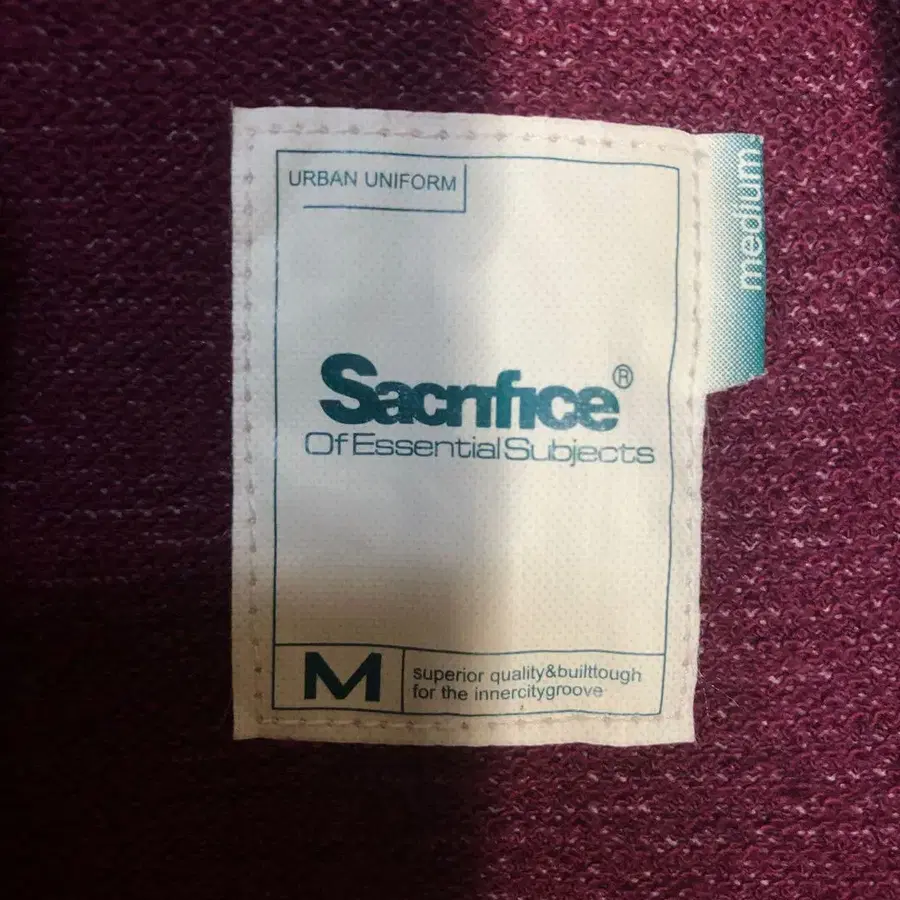 URBAN UNIFORM
medium
Sacrifice®
Of Essential Subjects
M
superior quality&builttough
for the innercitygroove